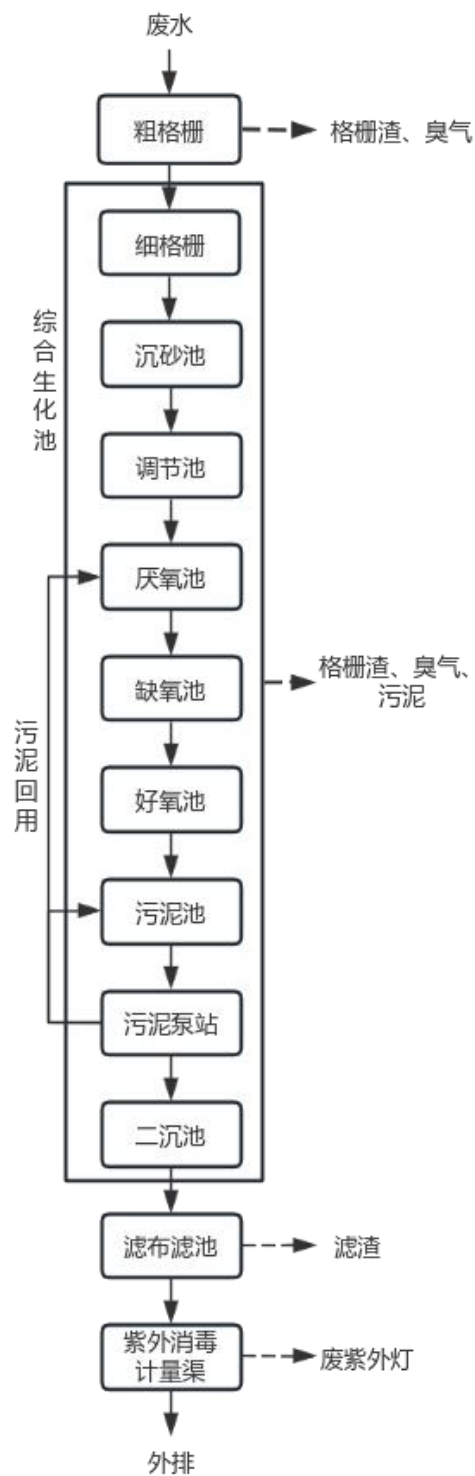 废水
粗格栅
格栅渣、臭气
综合生化池
细格栅
沉砂池
调节池
厌氧池
缺氧池
格栅渣、臭气、
污泥
污泥回用
好氧池
污泥池
污泥泵站
二沉池
滤布滤池
滤渣
紫外消毒
计量渠
废紫外灯
外排